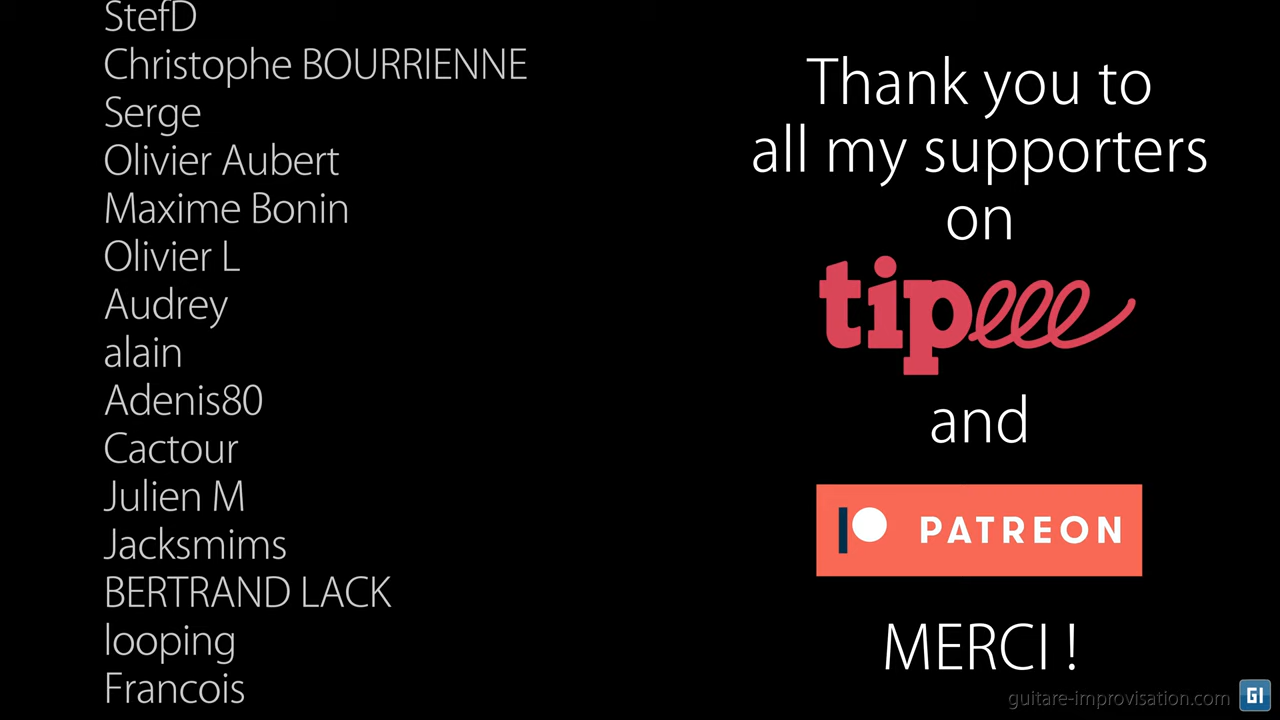 StefD
Christophe BOURRIENNE
Serge
Olivier Aubert
Maxime Bonin
Olivier L
Audrey
alain
Adenis80
Cactour
Julien M
Jacksmims
BERTRAND LACK
looping
Francois
Thank you to
all my supporters
on
tipeee
and
PATREON
MERCI !
guitare-improvisation.com GI